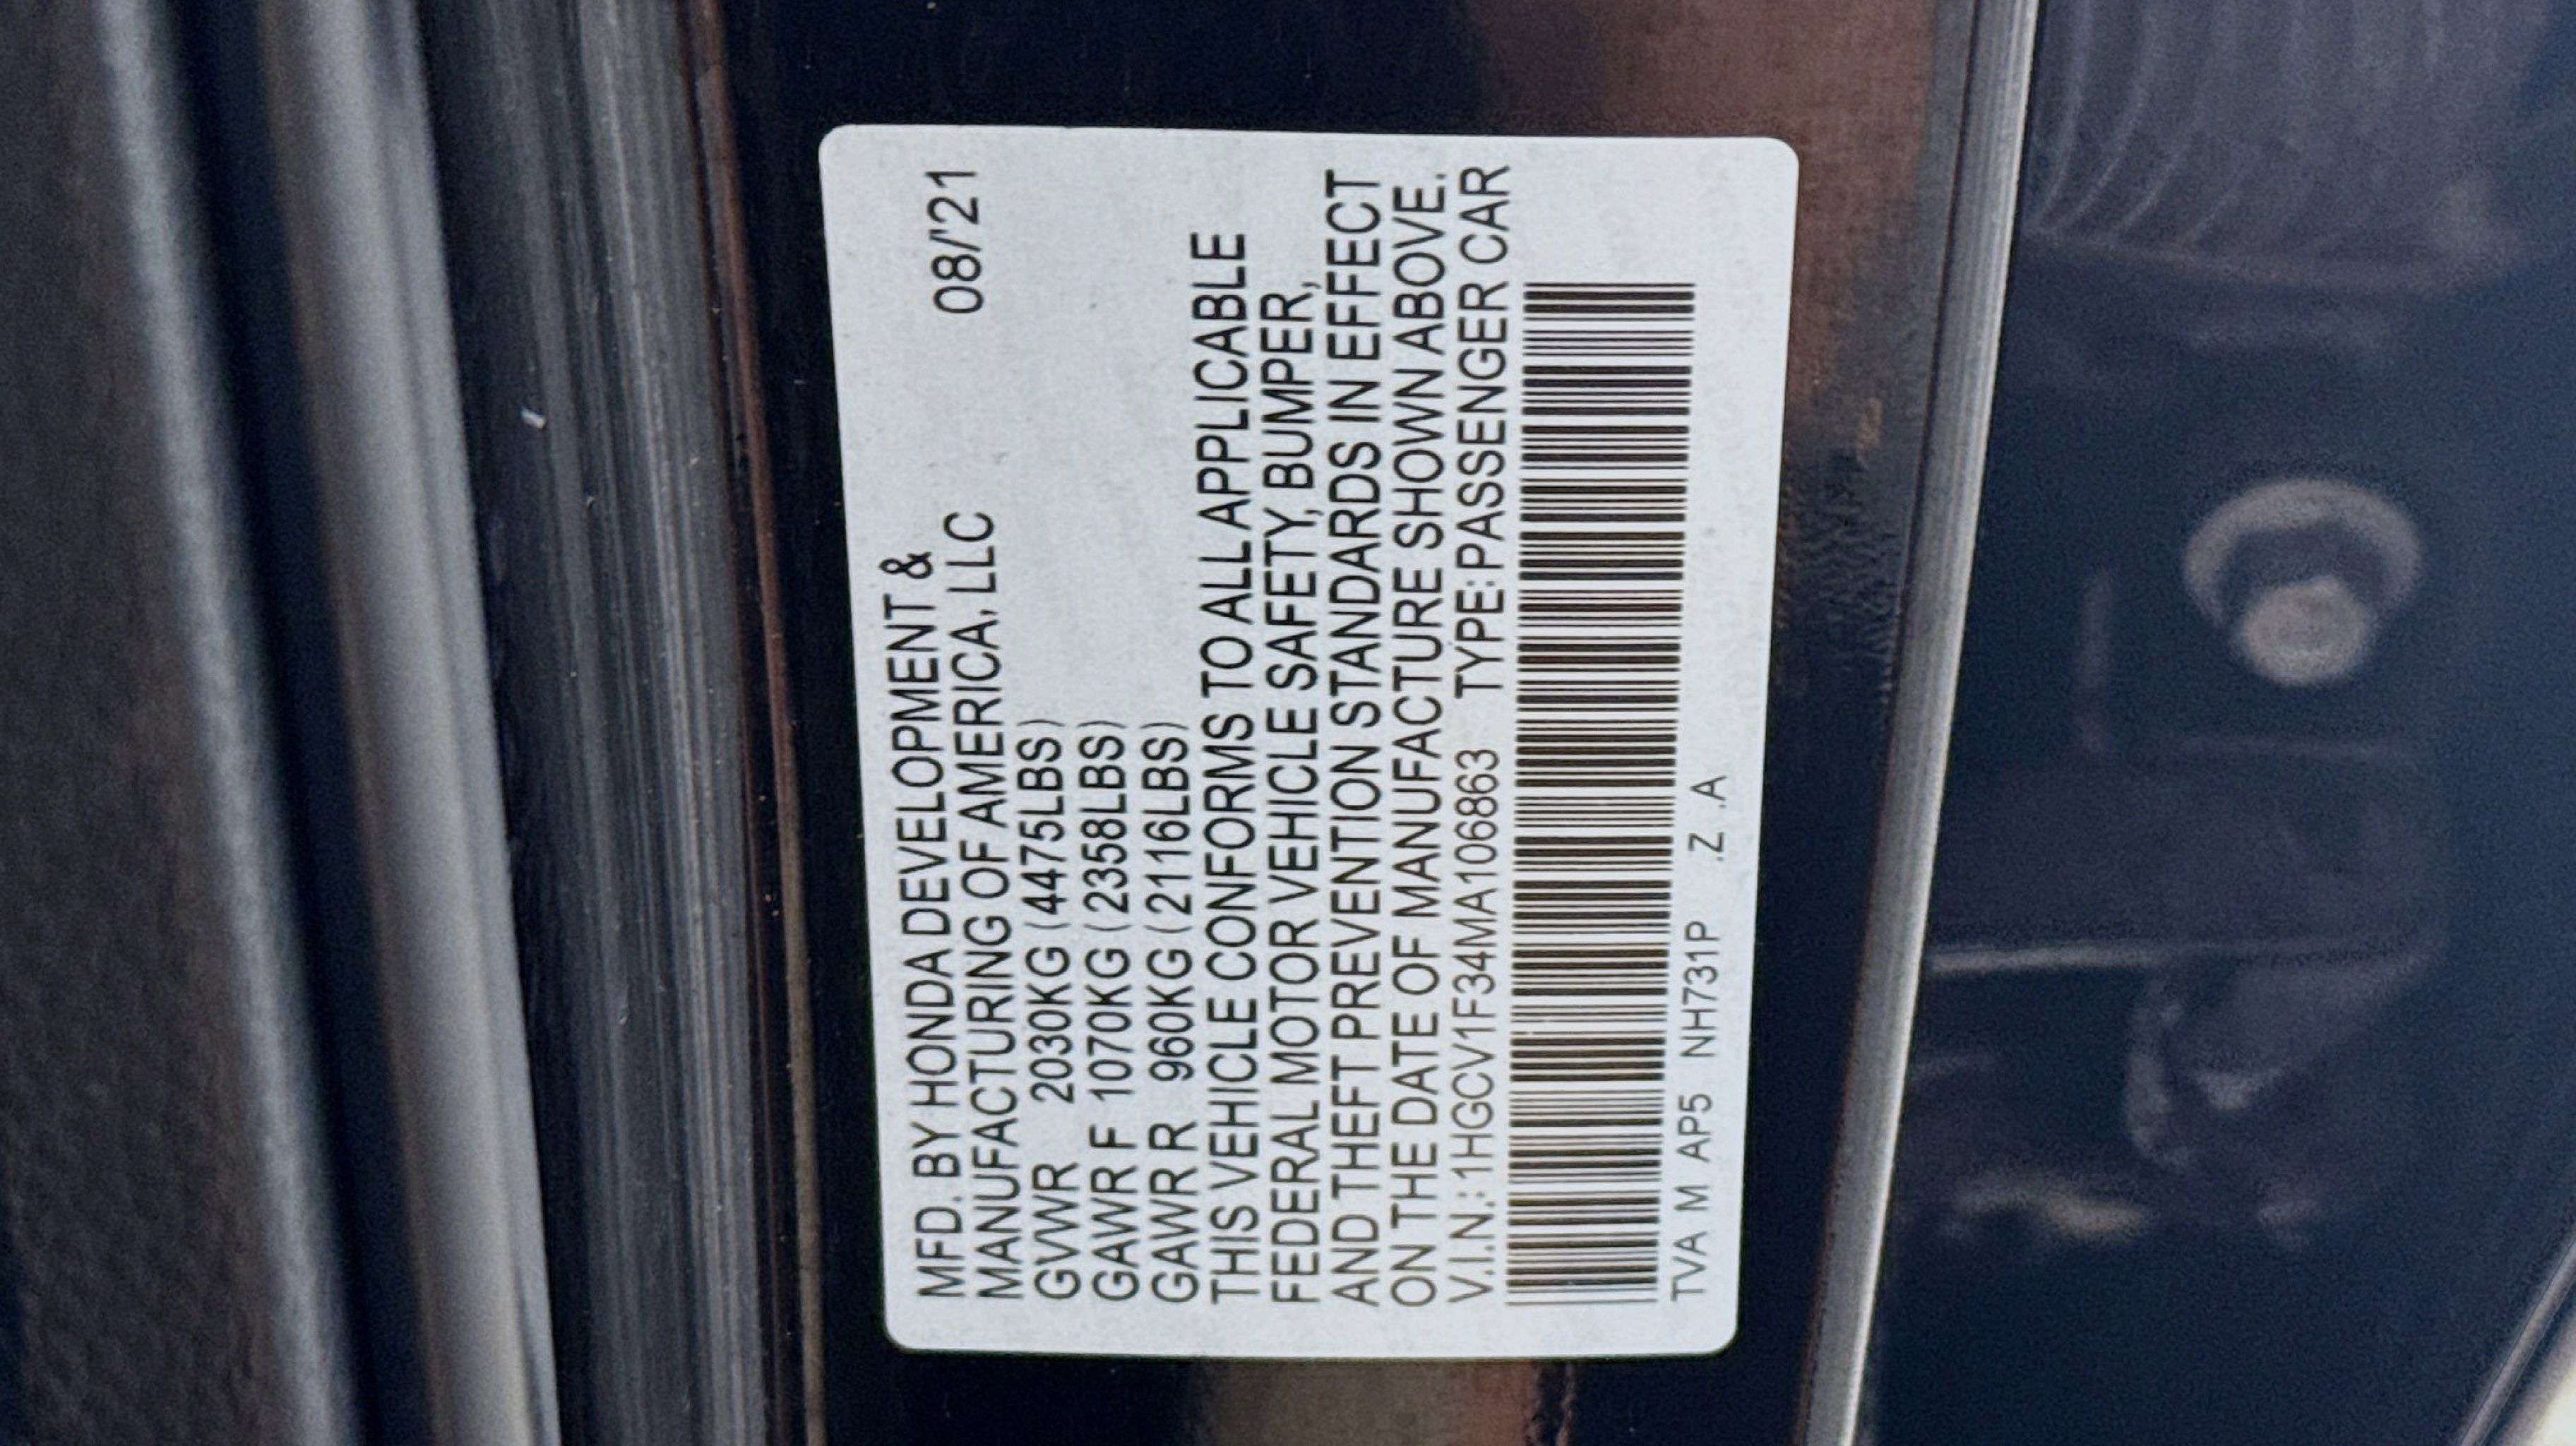 MFD. BY HONDA DEVELOPMENT &
MANUFACTURING OF AMERICA, LLC 08/'21
GVWR 2030KG (4475LBS)
GAWR F 1070KG (2358LBS)
GAWR R 960KG (2116LBS)
THIS VEHICLE CONFORMS TO ALL APPLICABLE
FEDERAL MOTOR VEHICLE SAFETY, BUMPER,
AND THEFT PREVENTION STANDARDS IN EFFECT
ON THE DATE OF MANUFACTURE SHOWN ABOVE.
V.I.N.: 1HGCV1F34MA106863 TYPE: PASSENGER CAR
TVA M AP5 NH731P .Z .A